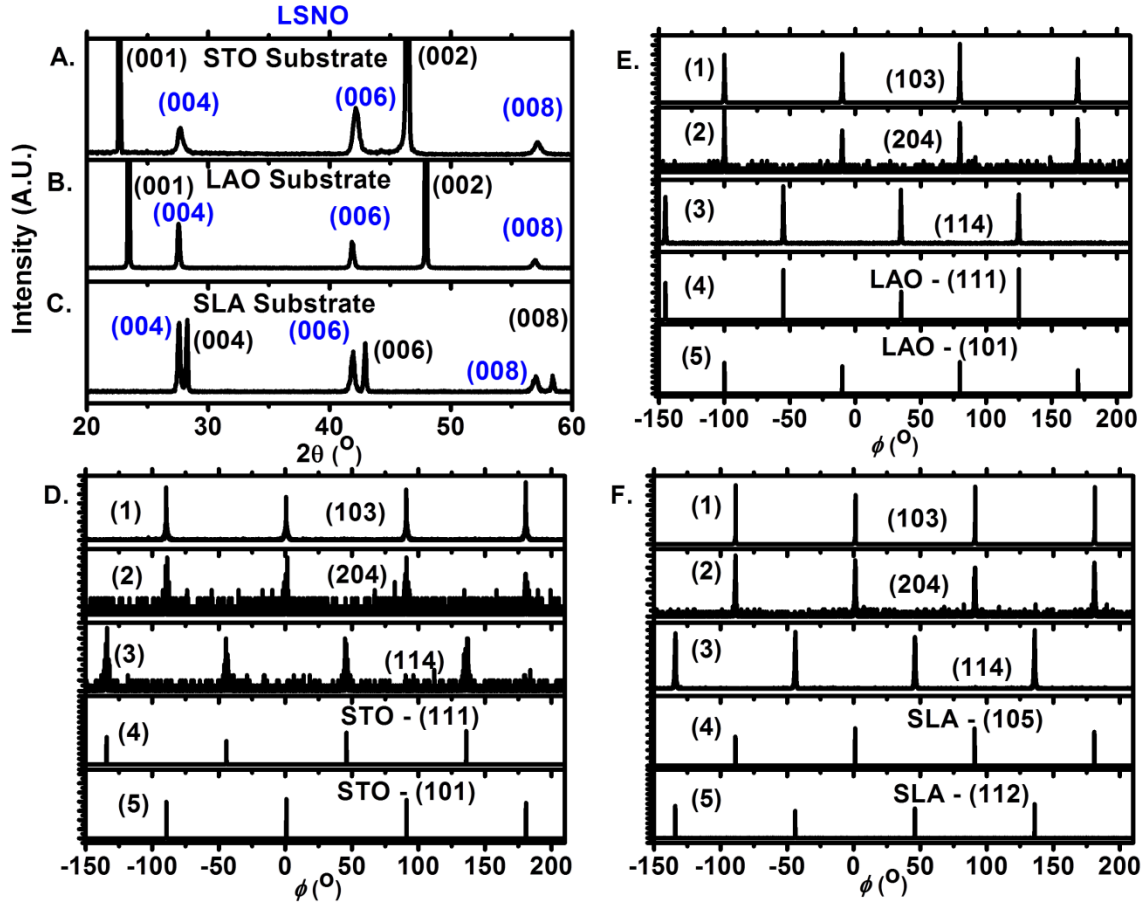 LSNO
Intensity (A.U.)
A.
(001)
STO Substrate
(002)
(004)
(006)
(008)
B.
(001)
LAO Substrate
(002)
(004)
(006)
(008)
C.
SLA Substrate
(004)
(004)
(006)
(006)
(008)
(008)
20 30 40 50 60
2θ (O)
D.
(1)
(103)
(2)
(204)
(3)
(114)
(4)
STO - (111)
(5)
STO - (101)
-150 -100 -50 0 50 100 150 200
ϕ (O)
E.
(1)
(103)
(2)
(204)
(3)
(114)
(4)
LAO - (111)
(5)
LAO - (101)
-150 -100 -50 0 50 100 150 200
ϕ (O)
F.
(1)
(103)
(2)
(204)
(3)
(114)
(4)
SLA - (105)
(5)
SLA - (112)
-150 -100 -50 0 50 100 150 200
ϕ (O)